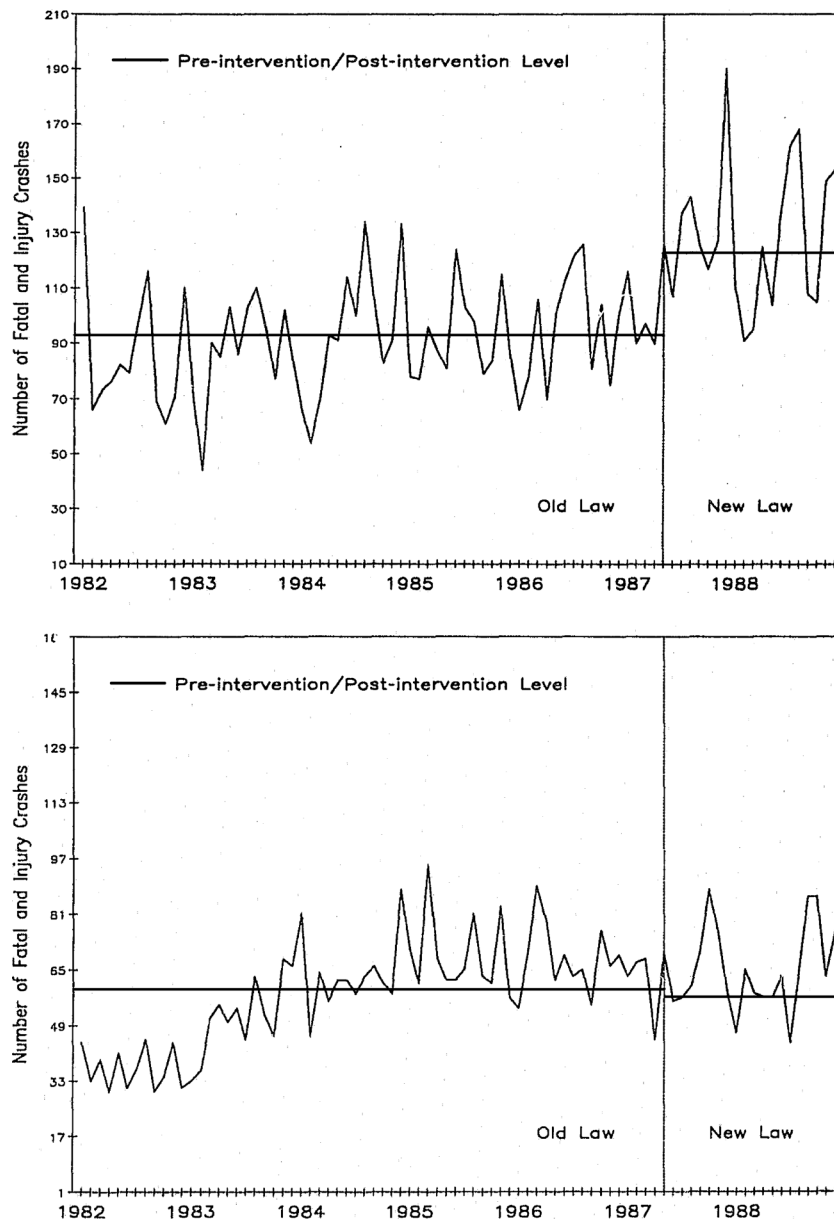 210
190
170
150
130
110
90
70
50
30
10
Number of Fatal and Injury Crashes
Pre-intervention/Post-intervention Level
Old Law
New Law
1982 1983 1984 1985 1986 1987 1988
145
129
113
97
81
65
49
33
17
1
Number of Fatal and Injury Crashes
Pre-intervention/Post-intervention Level
Old Law
New Law
1982 1983 1984 1985 1986 1987 1988